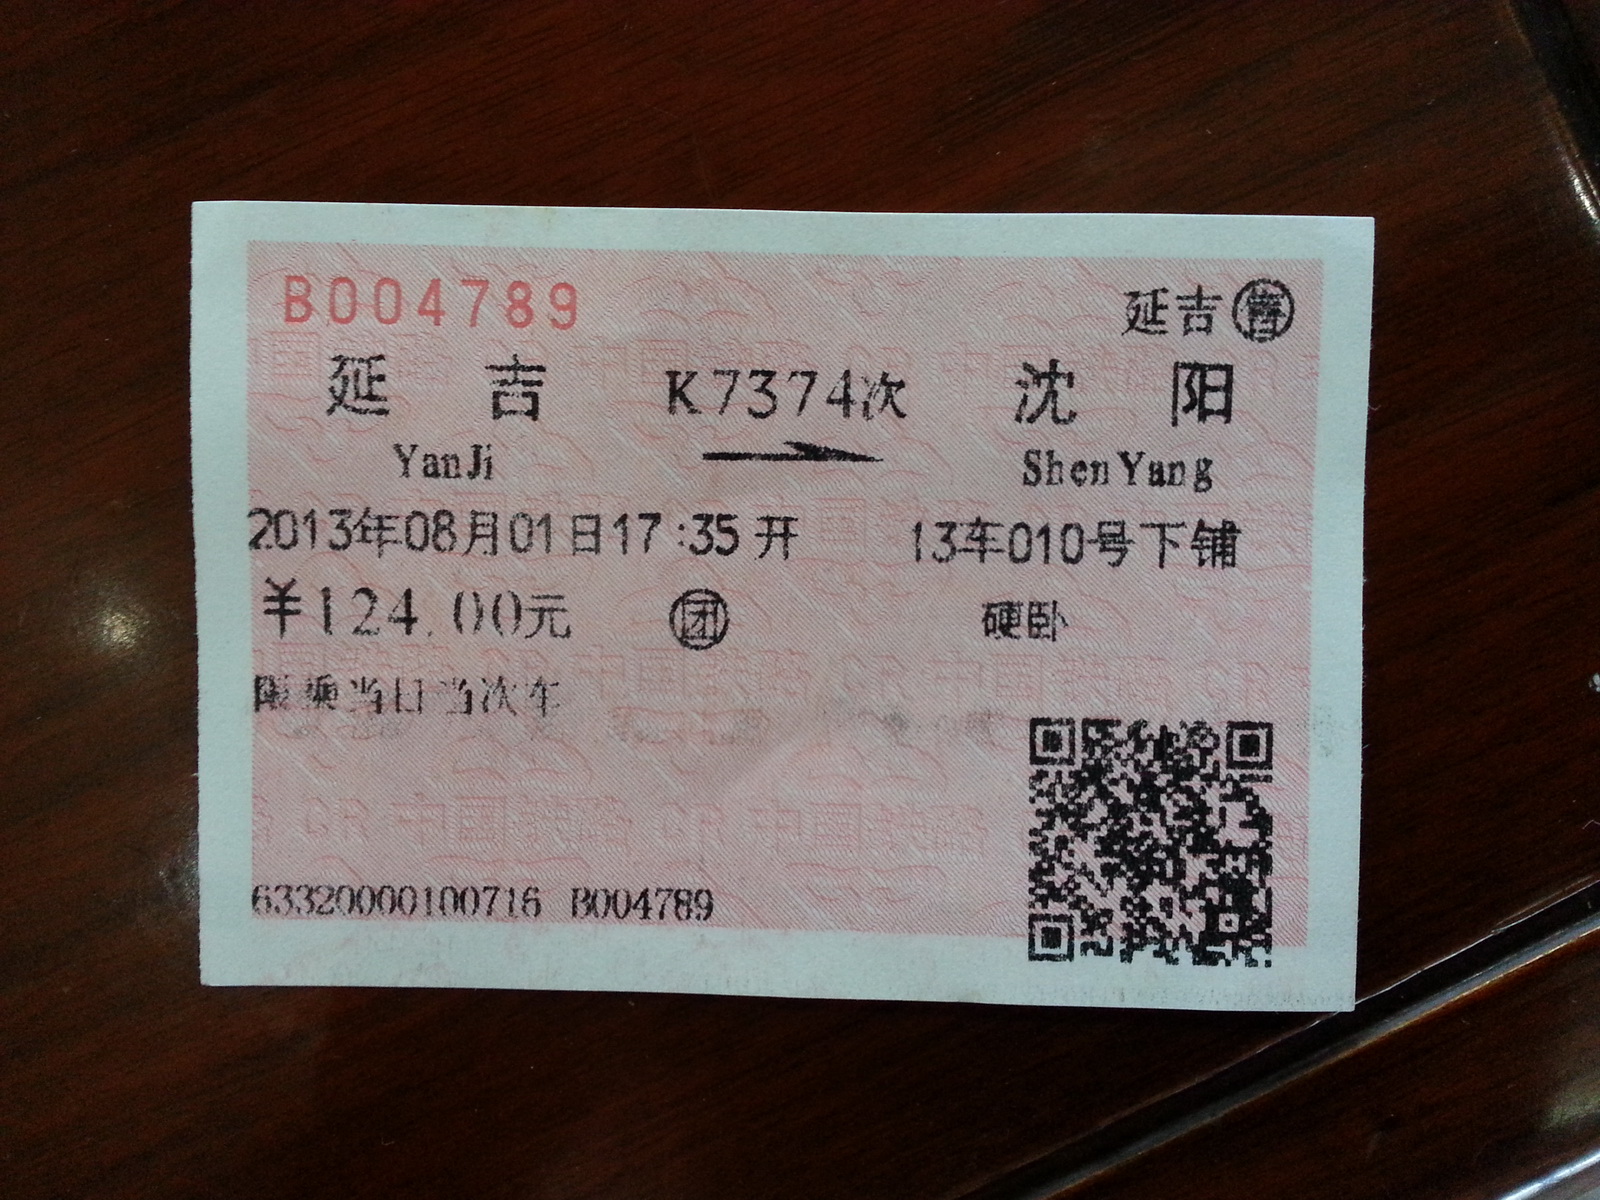 B004789
延吉售
延吉 K7374次 沈阳
YanJi ShenYang
2013年08月01日17:35开 13车010号下铺
¥124.00元 团 硬卧
限乘当日当次车
63320000100716 B004789